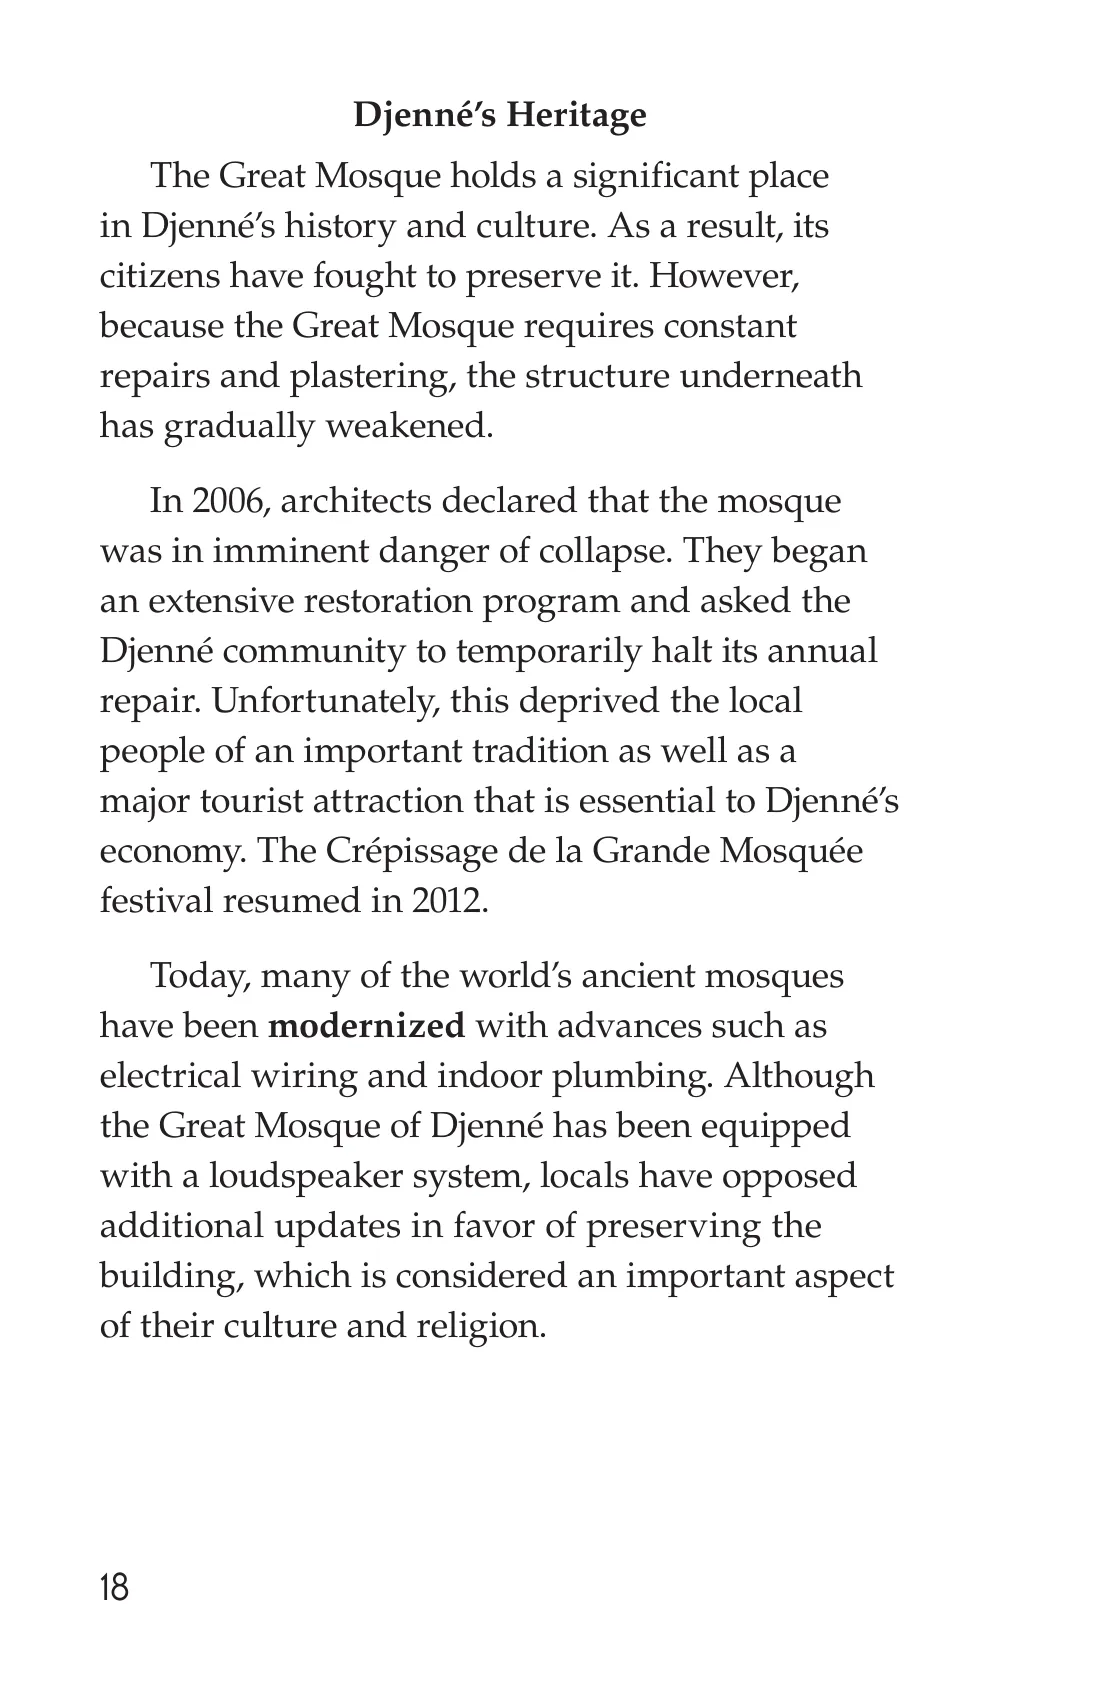 Djenné’s Heritage
The Great Mosque holds a significant place
in Djenné’s history and culture. As a result, its
citizens have fought to preserve it. However,
because the Great Mosque requires constant
repairs and plastering, the structure underneath
has gradually weakened.
In 2006, architects declared that the mosque
was in imminent danger of collapse. They began
an extensive restoration program and asked the
Djenné community to temporarily halt its annual
repair. Unfortunately, this deprived the local
people of an important tradition as well as a
major tourist attraction that is essential to Djenné’s
economy. The Crépissage de la Grande Mosquée
festival resumed in 2012.
Today, many of the world’s ancient mosques
have been modernized with advances such as
electrical wiring and indoor plumbing. Although
the Great Mosque of Djenné has been equipped
with a loudspeaker system, locals have opposed
additional updates in favor of preserving the
building, which is considered an important aspect
of their culture and religion.
18